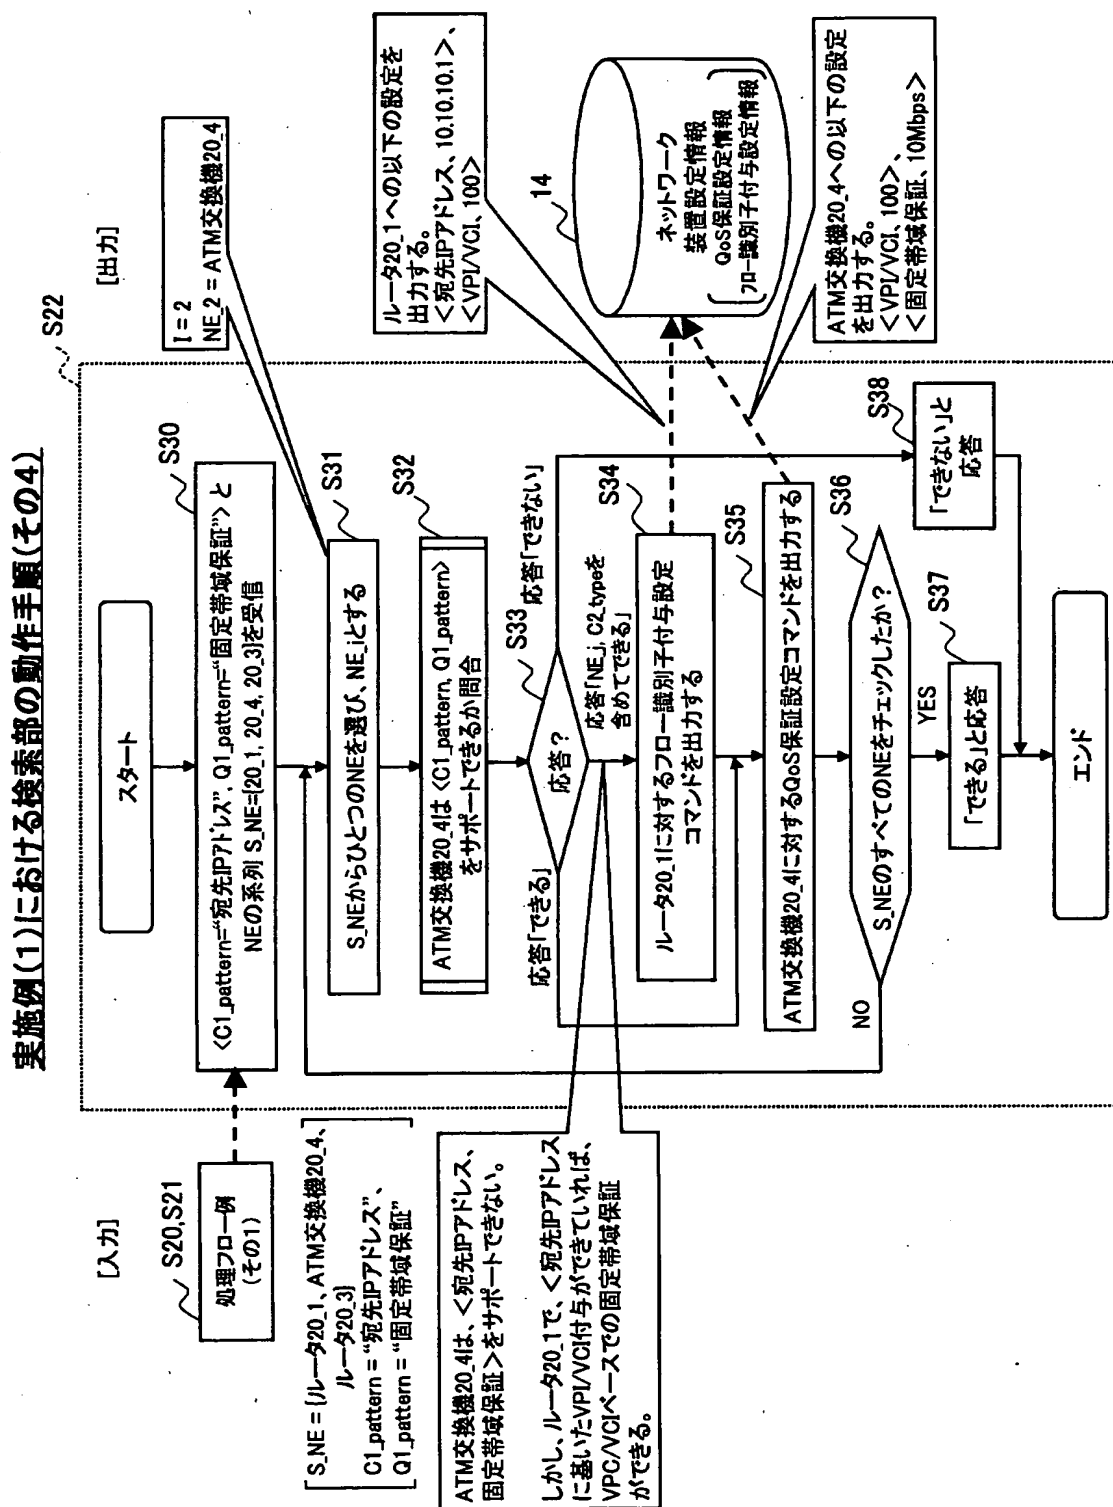 実施例(1)における検索部の動作手順(その4)
[入力]
[出力]
S22
S20,S21
処理フロー例
(その1)
S_NE = {ルータ20_1、ATM交換機20_4、
ルータ20_3}
C1_pattern = “宛先IPアドレス”、
Q1_pattern = “固定帯域保証”
スタート
S30
<C1_pattern=“宛先IPアドレス”, Q1_pattern=“固定帯域保証”> と
NEの系列 S_NE={20_1, 20_4, 20_3}を受信
I = 2
NE_2 = ATM交換機20_4
S31
S_NEからひとつのNEを選び、NE_iとする
S32
ATM交換機20_4は <C1_pattern, Q1_pattern>
をサポートできるか問合
S33
応答?
応答「できる」
応答「できない」
応答「NE_j, C2_typeを
含めてできる」
ATM交換機20_4は、<宛先IPアドレス、
固定帯域保証>をサポートできない。
しかし、ルータ20_1で、<宛先IPアドレス
に基いたVPI/VCI付与ができていれば、
VPC/VCIベースでの固定帯域保証
ができる。
S34
ルータ20_1に対するフロー識別子付与設定
コマンドを出力する
ルータ20_1への以下の設定を
出力する。
<宛先IPアドレス、10.10.10.1>、
<VPI/VCI、100>
14
ネットワーク
装置設定情報
QoS保証設定情報
フロー識別子付与設定情報
S35
ATM交換機20_4に対するQoS保証設定コマンドを出力する
ATM交換機20_4への以下の設定
を出力する。
<VPI/VCI、100>、
<固定帯域保証、10Mbps>
S36
S_NEのすべてのNEをチェックしたか?
NO
YES
S37
「できる」と応答
S38
「できない」と
応答
エンド